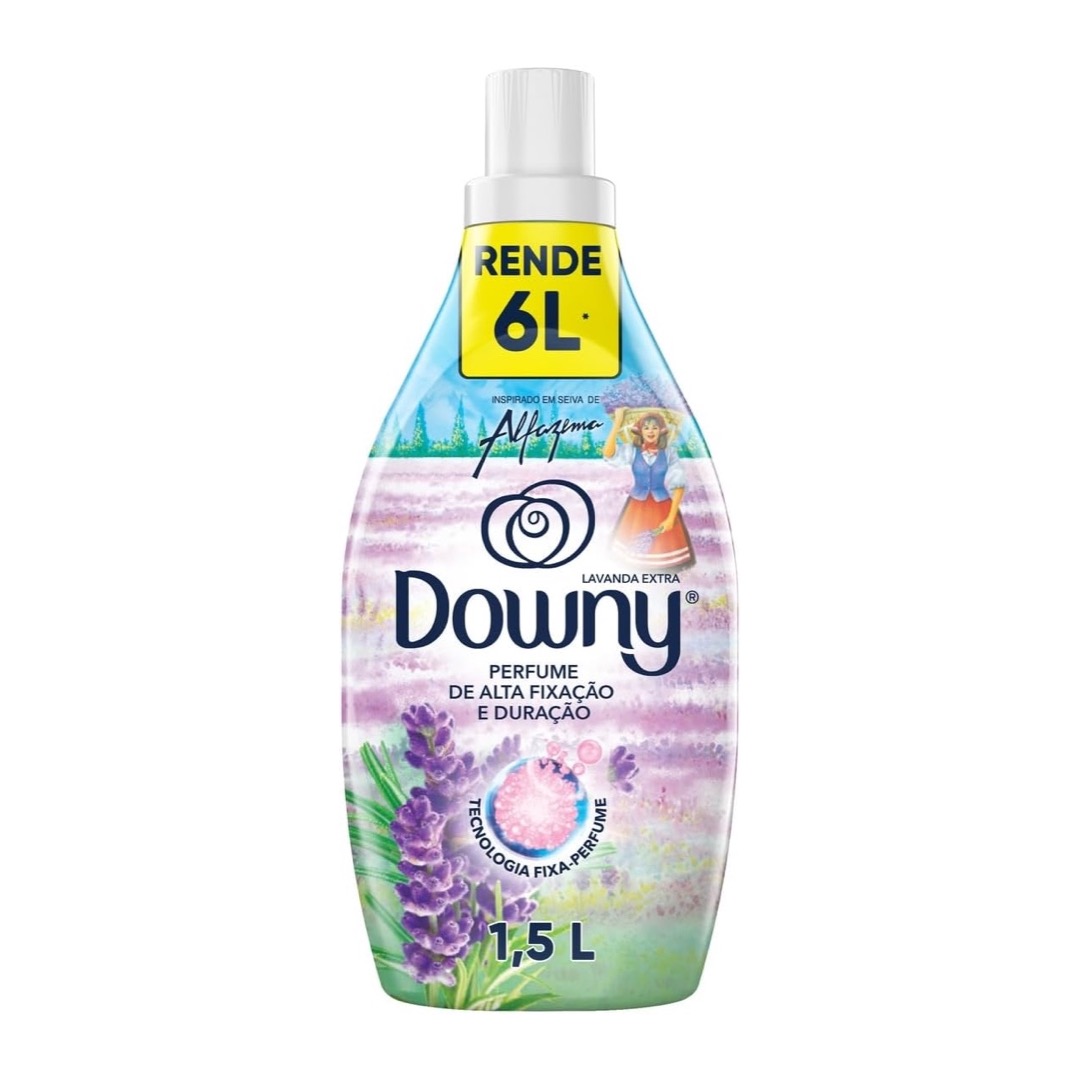 RENDE
6L*
INSPIRADO EM SEIVA DE
Alfazema
LAVANDA EXTRA
Downy®
PERFUME
DE ALTA FIXAÇÃO
E DURAÇÃO
TECNOLOGIA FIXA-PERFUME
1,5 L